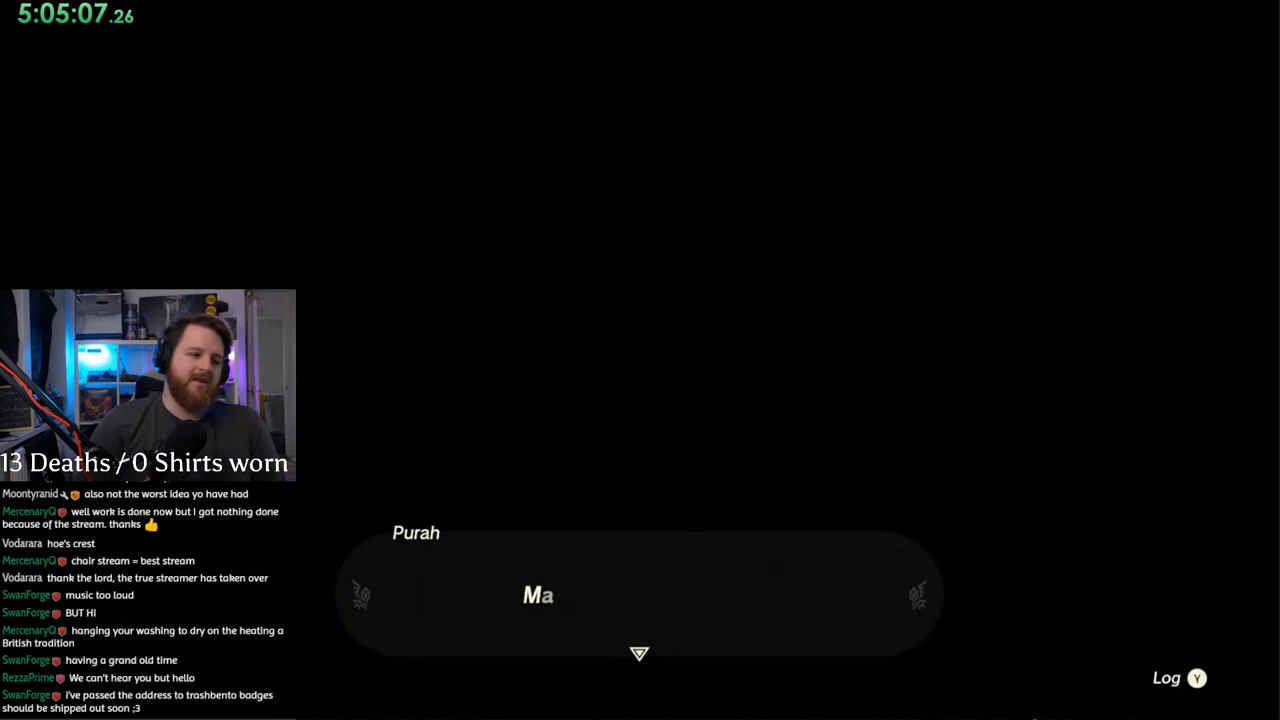 5:05:07.26
13 Deaths / 0 Shirts worn
Moontyranid also not the worst idea yo have had
MercenaryQ well work is done now but I got nothing done
because of the stream. thanks 👍
Vodarara hoe's crest
MercenaryQ chair stream = best stream
Vodarara thank the lord, the true streamer has taken over
SwanForge music too loud
SwanForge BUT HI
MercenaryQ hanging your washing to dry on the heating a
British tradition
SwanForge having a grand old time
RezzaPrime We can't hear you but hello
SwanForge i've passed the address to trashbento badges
should be shipped out soon ;3
Purah
Ma
Log Y